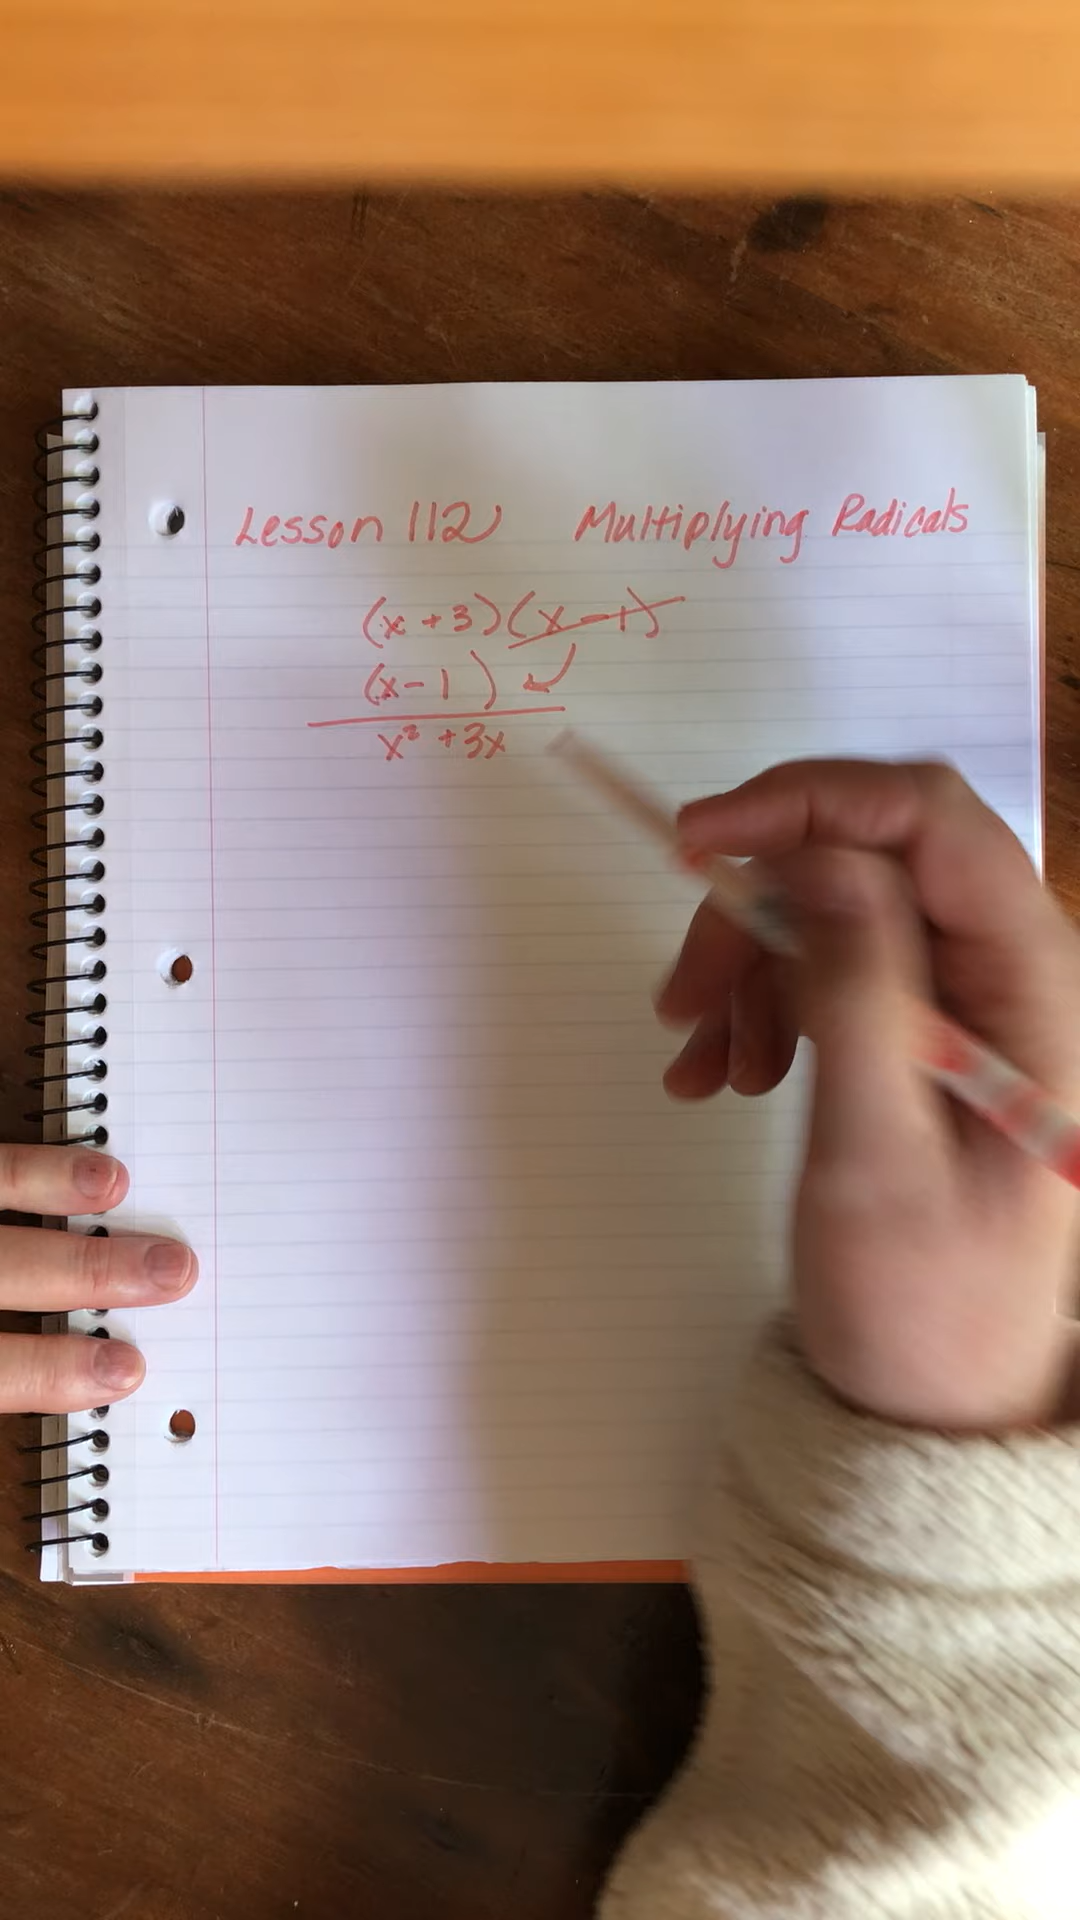 Lesson 112 Multiplying Radicals
(x + 3)(x - 1)
(x - 1)
x² + 3x